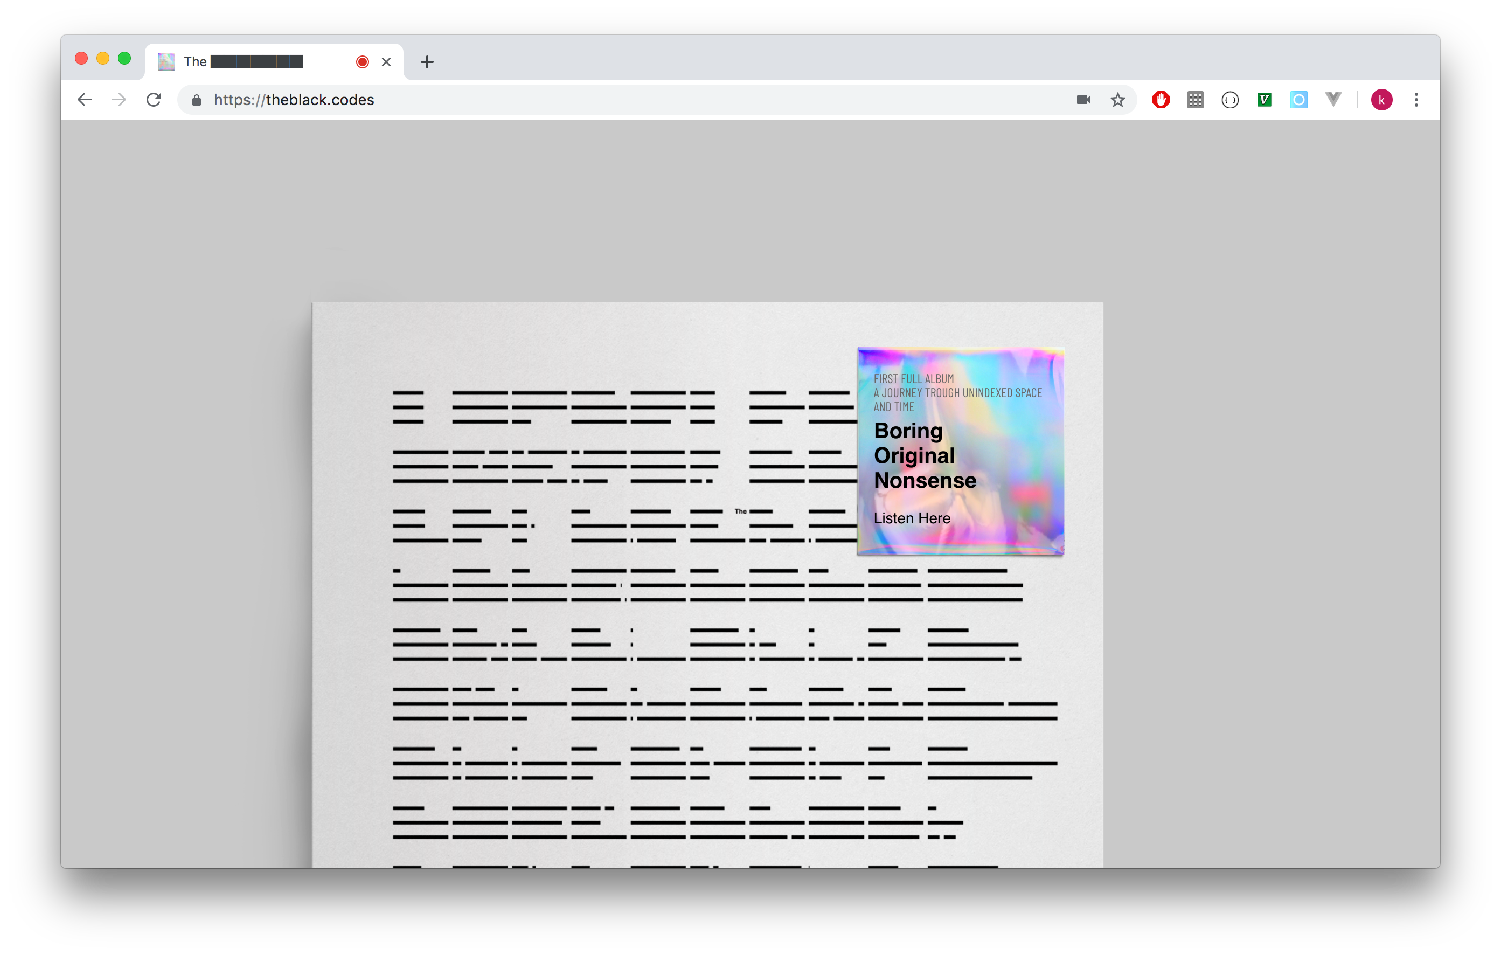 The ████████████
https://theblack.codes
k
FIRST FULL ALBUM
A JOURNEY TROUGH UNINDEXED SPACE
AND TIME
Boring
Original
Nonsense
Listen Here
The